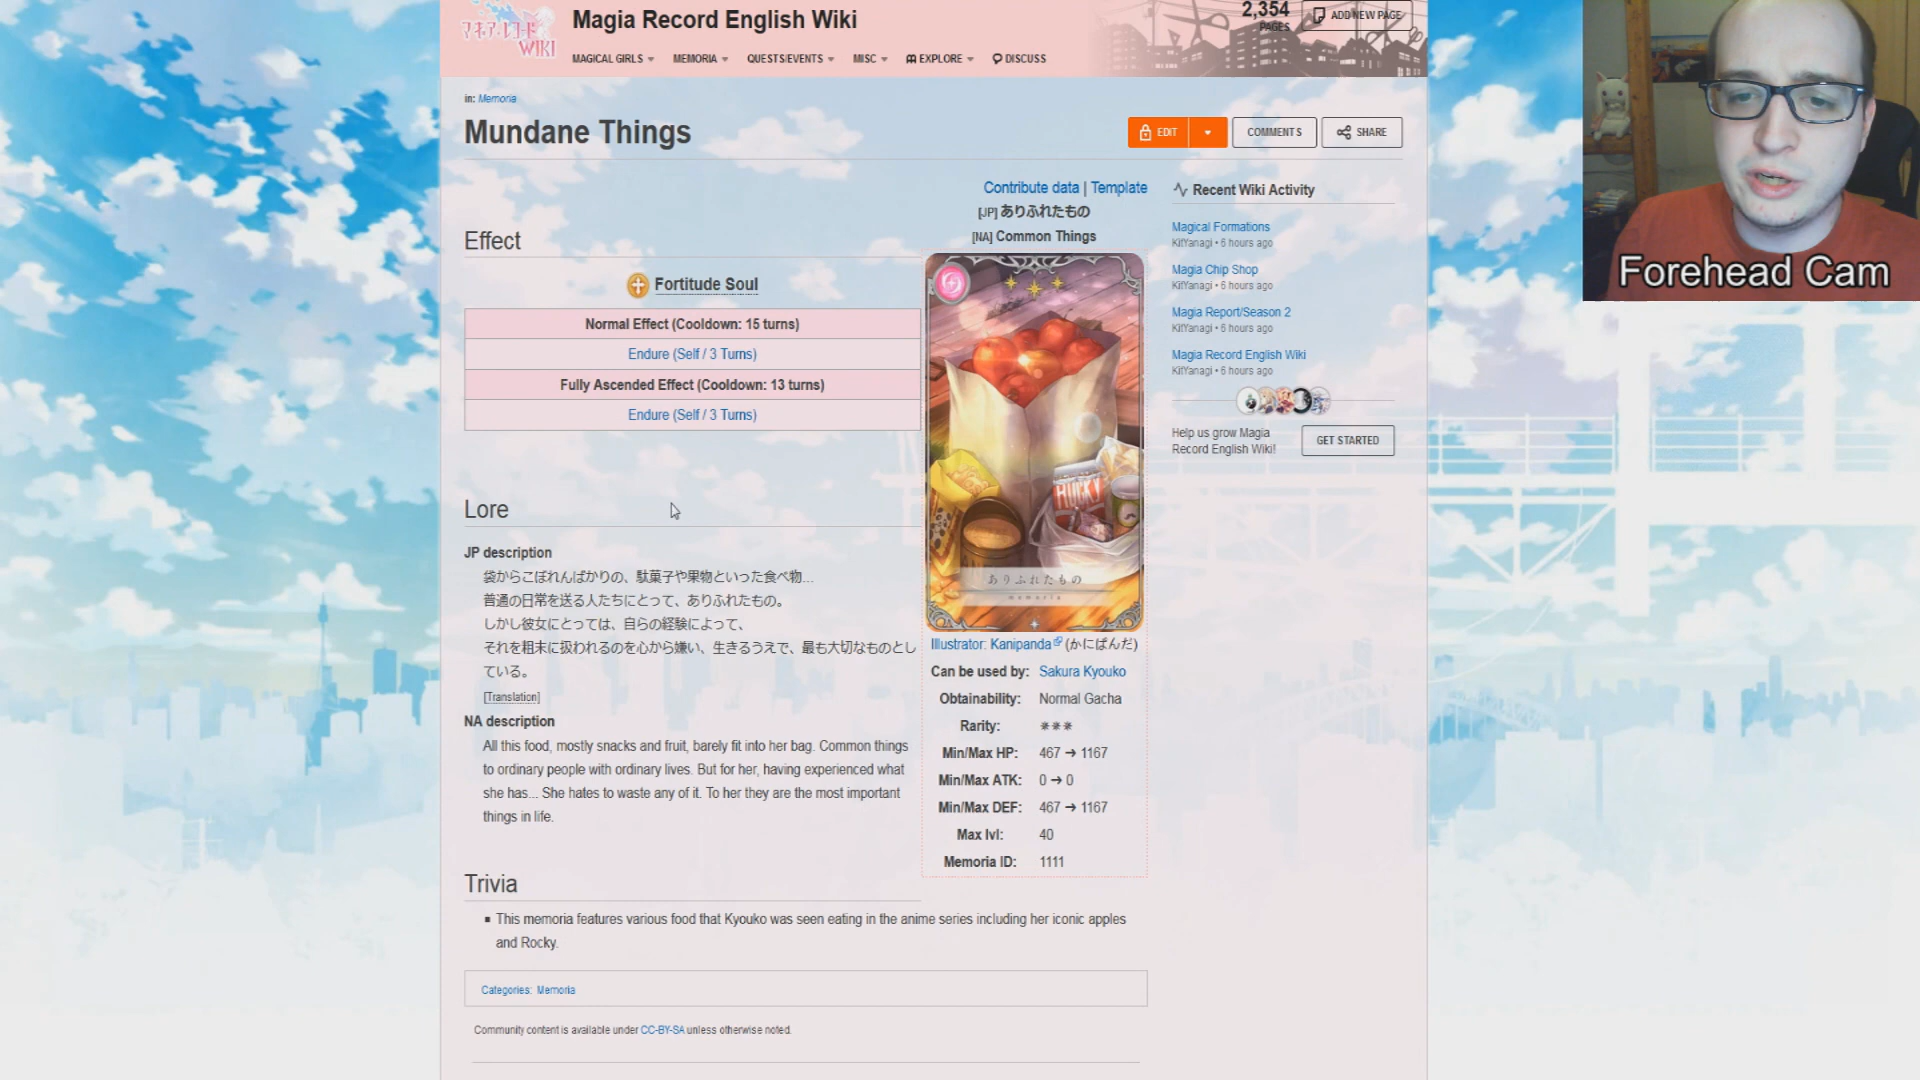 マギアレコード
WIKI
Magia Record English Wiki
2,354
PAGES
ADD NEW PAGE
MAGICAL GIRLS
MEMORIA
QUESTS/EVENTS
MISC
EXPLORE
DISCUSS
in: Memoria
Mundane Things
EDIT
COMMENTS
SHARE
Contribute data | Template
[JP] ありふれたもの
[NA] Common Things
Effect
Fortitude Soul
Normal Effect (Cooldown: 15 turns)
Endure (Self / 3 Turns)
Fully Ascended Effect (Cooldown: 13 turns)
Endure (Self / 3 Turns)
Lore
JP description
袋からこぼれんばかりの、駄菓子や果物といった食べ物...
普通の日常を送る人たちにとって、ありふれたもの。
しかし彼女にとっては、自らの経験によって、
それを粗末に扱われるのを心から嫌い、生きるうえで、最も大切なものとし
ている。
[Translation]
NA description
All this food, mostly snacks and fruit, barely fit into her bag. Common things
to ordinary people with ordinary lives. But for her, having experienced what
she has... She hates to waste any of it. To her they are the most important
things in life.
ありふれたもの
memoria
Illustrator: Kanipanda (かにぱんだ)
Can be used by: Sakura Kyouko
Obtainability: Normal Gacha
Rarity: ★★★
Min/Max HP: 467 → 1167
Min/Max ATK: 0 → 0
Min/Max DEF: 467 → 1167
Max lvl: 40
Memoria ID: 1111
Trivia
▪ This memoria features various food that Kyouko was seen eating in the anime series including her iconic apples
and Rocky.
Categories: Memoria
Community content is available under CC-BY-SA unless otherwise noted.
Recent Wiki Activity
Magical Formations
KitYanagi • 6 hours ago
Magia Chip Shop
KitYanagi • 6 hours ago
Magia Report/Season 2
KitYanagi • 6 hours ago
Magia Record English Wiki
KitYanagi • 6 hours ago
Help us grow Magia
Record English Wiki!
GET STARTED
Forehead Cam